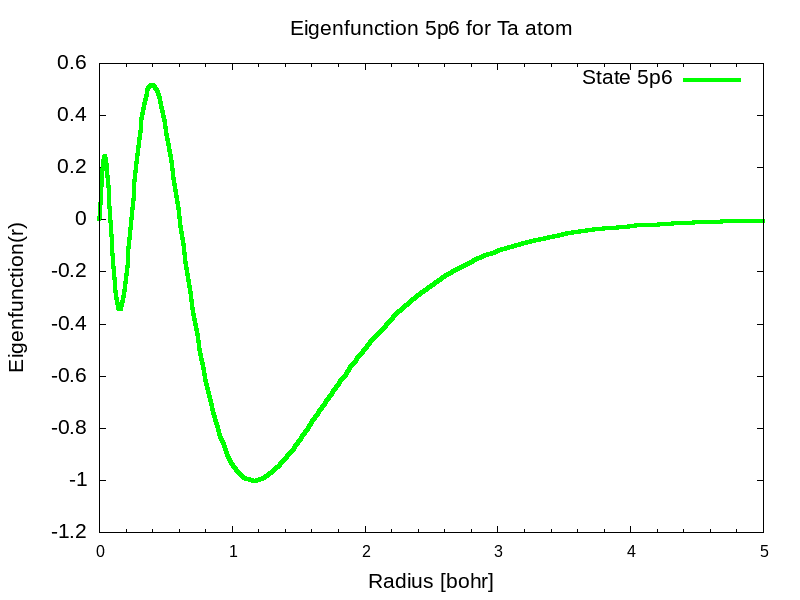 Eigenfunction 5p6 for Ta atom
State 5p6
0.6
0.4
0.2
0
-0.2
-0.4
-0.6
-0.8
-1
-1.2
Eigenfunction(r)
0 1 2 3 4 5
Radius [bohr]